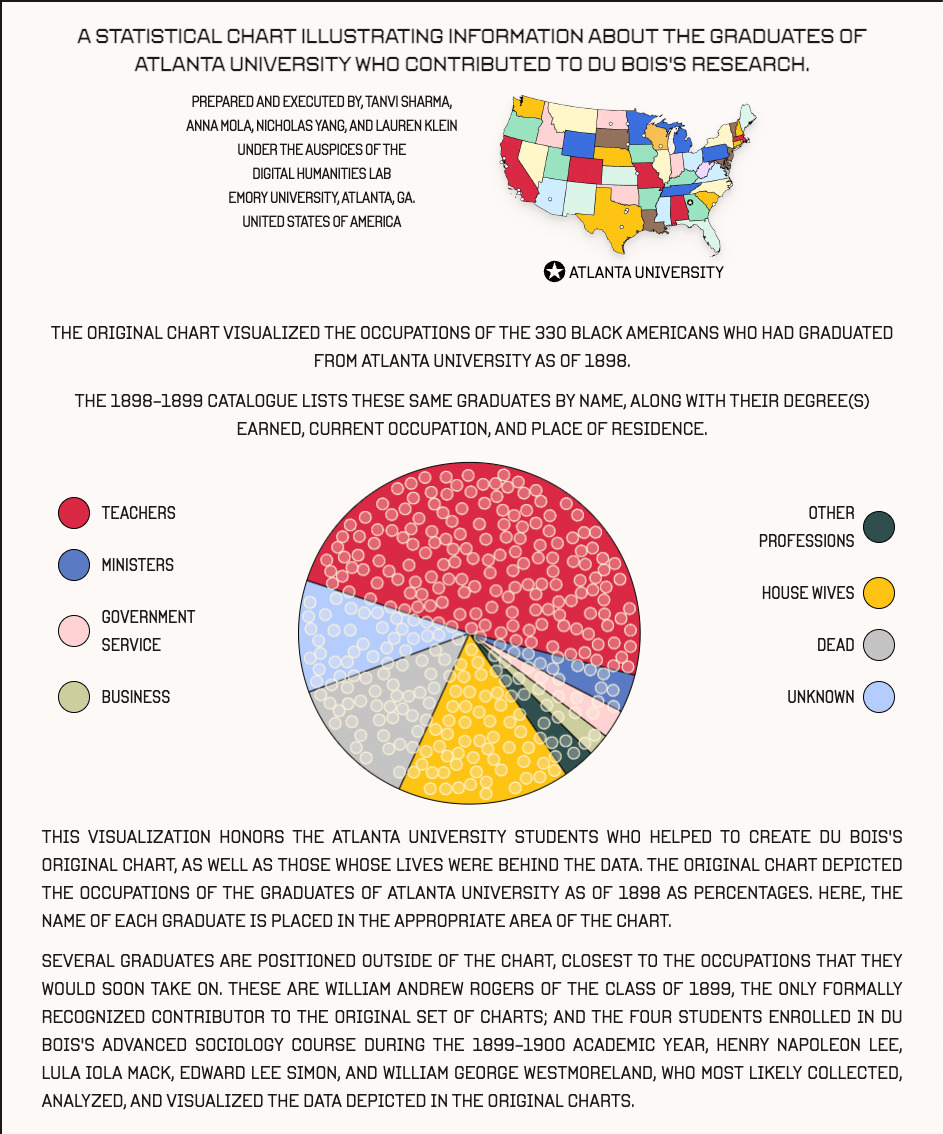 A STATISTICAL CHART ILLUSTRATING INFORMATION ABOUT THE GRADUATES OF
ATLANTA UNIVERSITY WHO CONTRIBUTED TO DU BOIS'S RESEARCH.
PREPARED AND EXECUTED BY, TANVI SHARMA,
ANNA MOLA, NICHOLAS YANG, AND LAUREN KLEIN
UNDER THE AUSPICES OF THE
DIGITAL HUMANITIES LAB
EMORY UNIVERSITY, ATLANTA, GA.
UNITED STATES OF AMERICA
ATLANTA UNIVERSITY
THE ORIGINAL CHART VISUALIZED THE OCCUPATIONS OF THE 330 BLACK AMERICANS WHO HAD GRADUATED
FROM ATLANTA UNIVERSITY AS OF 1898.
THE 1898–1899 CATALOGUE LISTS THESE SAME GRADUATES BY NAME, ALONG WITH THEIR DEGREE(S)
EARNED, CURRENT OCCUPATION, AND PLACE OF RESIDENCE.
TEACHERS
MINISTERS
GOVERNMENT
SERVICE
BUSINESS
OTHER
PROFESSIONS
HOUSE WIVES
DEAD
UNKNOWN
THIS VISUALIZATION HONORS THE ATLANTA UNIVERSITY STUDENTS WHO HELPED TO CREATE DU BOIS'S
ORIGINAL CHART, AS WELL AS THOSE WHOSE LIVES WERE BEHIND THE DATA. THE ORIGINAL CHART DEPICTED
THE OCCUPATIONS OF THE GRADUATES OF ATLANTA UNIVERSITY AS OF 1898 AS PERCENTAGES. HERE, THE
NAME OF EACH GRADUATE IS PLACED IN THE APPROPRIATE AREA OF THE CHART.
SEVERAL GRADUATES ARE POSITIONED OUTSIDE OF THE CHART, CLOSEST TO THE OCCUPATIONS THAT THEY
WOULD SOON TAKE ON. THESE ARE WILLIAM ANDREW ROGERS OF THE CLASS OF 1899, THE ONLY FORMALLY
RECOGNIZED CONTRIBUTOR TO THE ORIGINAL SET OF CHARTS; AND THE FOUR STUDENTS ENROLLED IN DU
BOIS'S ADVANCED SOCIOLOGY COURSE DURING THE 1899–1900 ACADEMIC YEAR, HENRY NAPOLEON LEE,
LULA IOLA MACK, EDWARD LEE SIMON, AND WILLIAM GEORGE WESTMORELAND, WHO MOST LIKELY COLLECTED,
ANALYZED, AND VISUALIZED THE DATA DEPICTED IN THE ORIGINAL CHARTS.